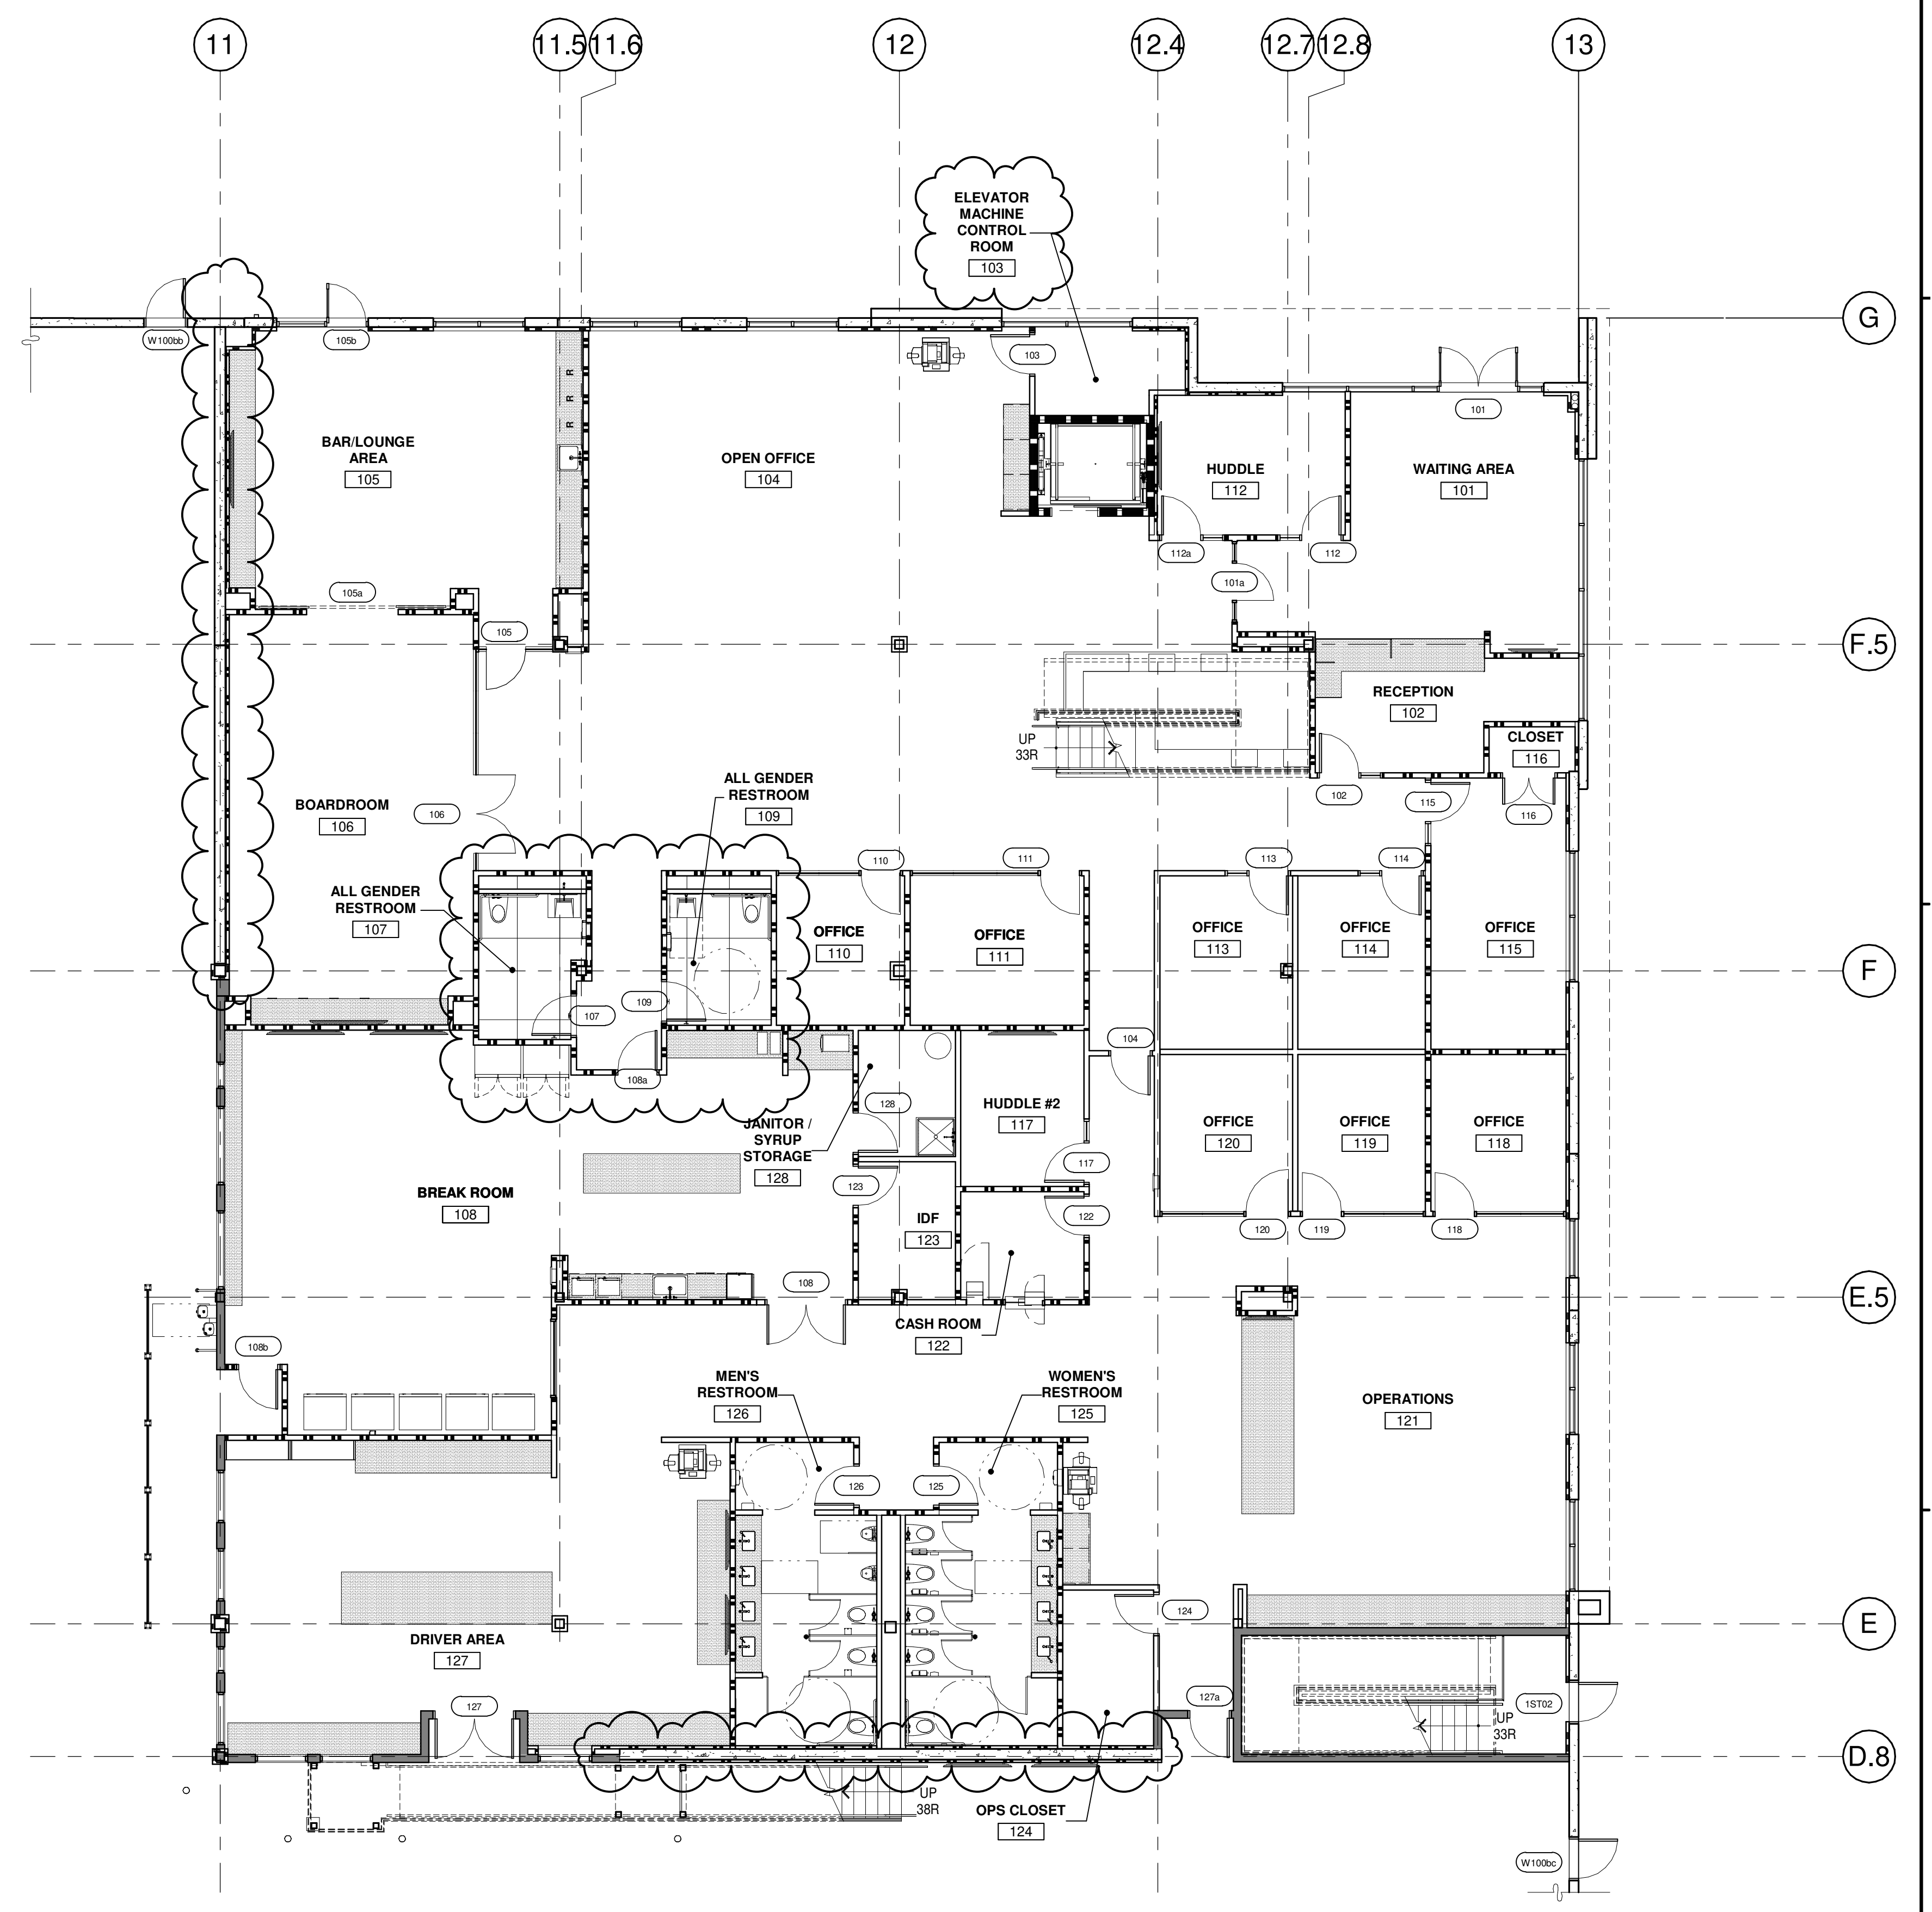 11
11.5
11.6
12
12.4
12.7
12.8
13
ELEVATOR
MACHINE
CONTROL
ROOM
103
G
W100bb
105b
103
101
R
R
R
BAR/LOUNGE
AREA
105
OPEN OFFICE
104
HUDDLE
112
WAITING AREA
101
112a
112
101a
105a
105
F.5
RECEPTION
102
UP
33R
CLOSET
116
102
115
116
BOARDROOM
106
106
ALL GENDER
RESTROOM
109
110
111
113
114
ALL GENDER
RESTROOM
107
OFFICE
110
OFFICE
111
OFFICE
113
OFFICE
114
OFFICE
115
F
109
107
104
108a
128
HUDDLE #2
117
JANITOR /
SYRUP
STORAGE
128
OFFICE
120
OFFICE
119
OFFICE
118
117
123
BREAK ROOM
108
IDF
123
122
120
119
118
108
E.5
CASH ROOM
122
108b
MEN'S
RESTROOM
126
WOMEN'S
RESTROOM
125
OPERATIONS
121
126
125
124
E
DRIVER AREA
127
127
127a
1ST02
UP
33R
D.8
UP
38R
OPS CLOSET
124
W100bc